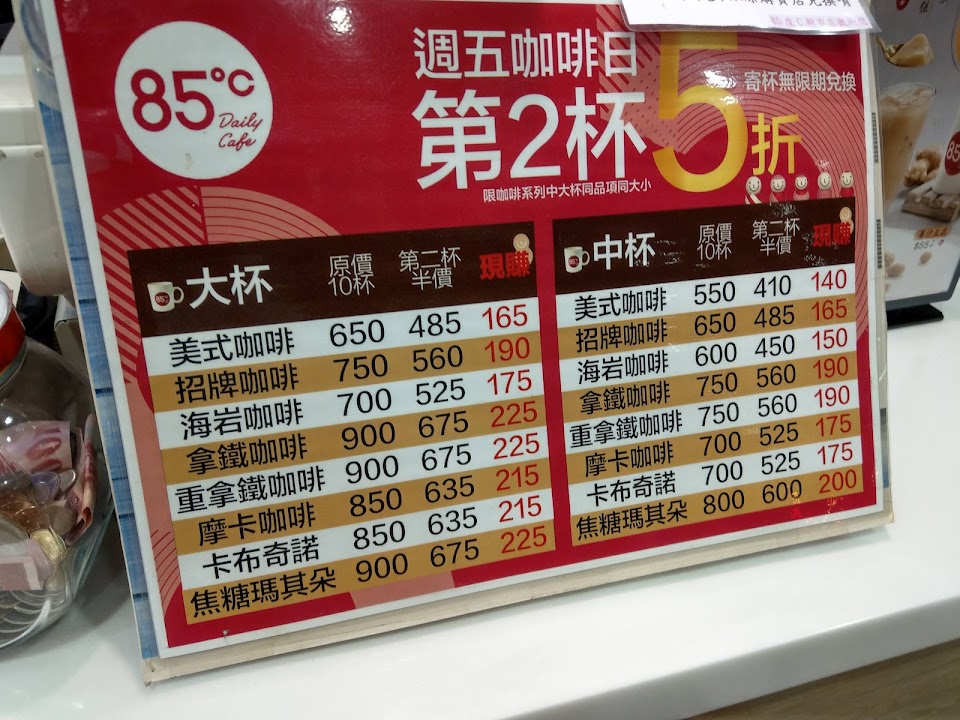 85度C新市
85°C
Daily
Cafe
週五咖啡日
第2杯5折
寄杯無限期兌換
限咖啡系列中大杯同品項同大小
大杯 原價10杯 第二杯半價 現賺
美式咖啡 650 485 165
招牌咖啡 750 560 190
海岩咖啡 700 525 175
拿鐵咖啡 900 675 225
重拿鐵咖啡 900 675 225
摩卡咖啡 850 635 215
卡布奇諾 850 635 215
焦糖瑪其朵 900 675 225
中杯 原價10杯 第二杯半價 現賺
美式咖啡 550 410 140
招牌咖啡 650 485 165
海岩咖啡 600 450 150
拿鐵咖啡 750 560 190
重拿鐵咖啡 750 560 190
摩卡咖啡 700 525 175
卡布奇諾 700 525 175
焦糖瑪其朵 800 600 200